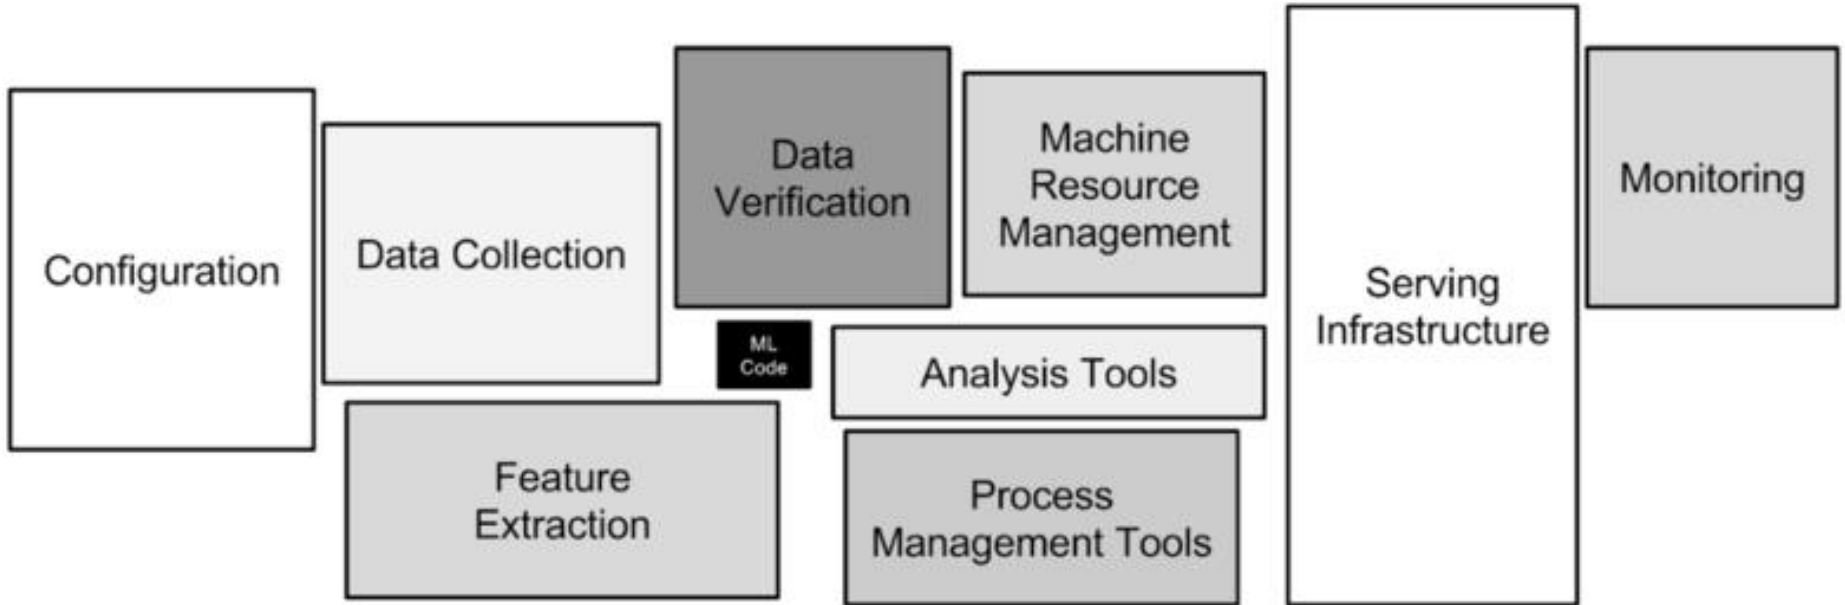 Configuration
Data Collection
Data
Verification
Machine
Resource
Management
Monitoring
Serving
Infrastructure
ML
Code
Analysis Tools
Feature
Extraction
Process
Management Tools